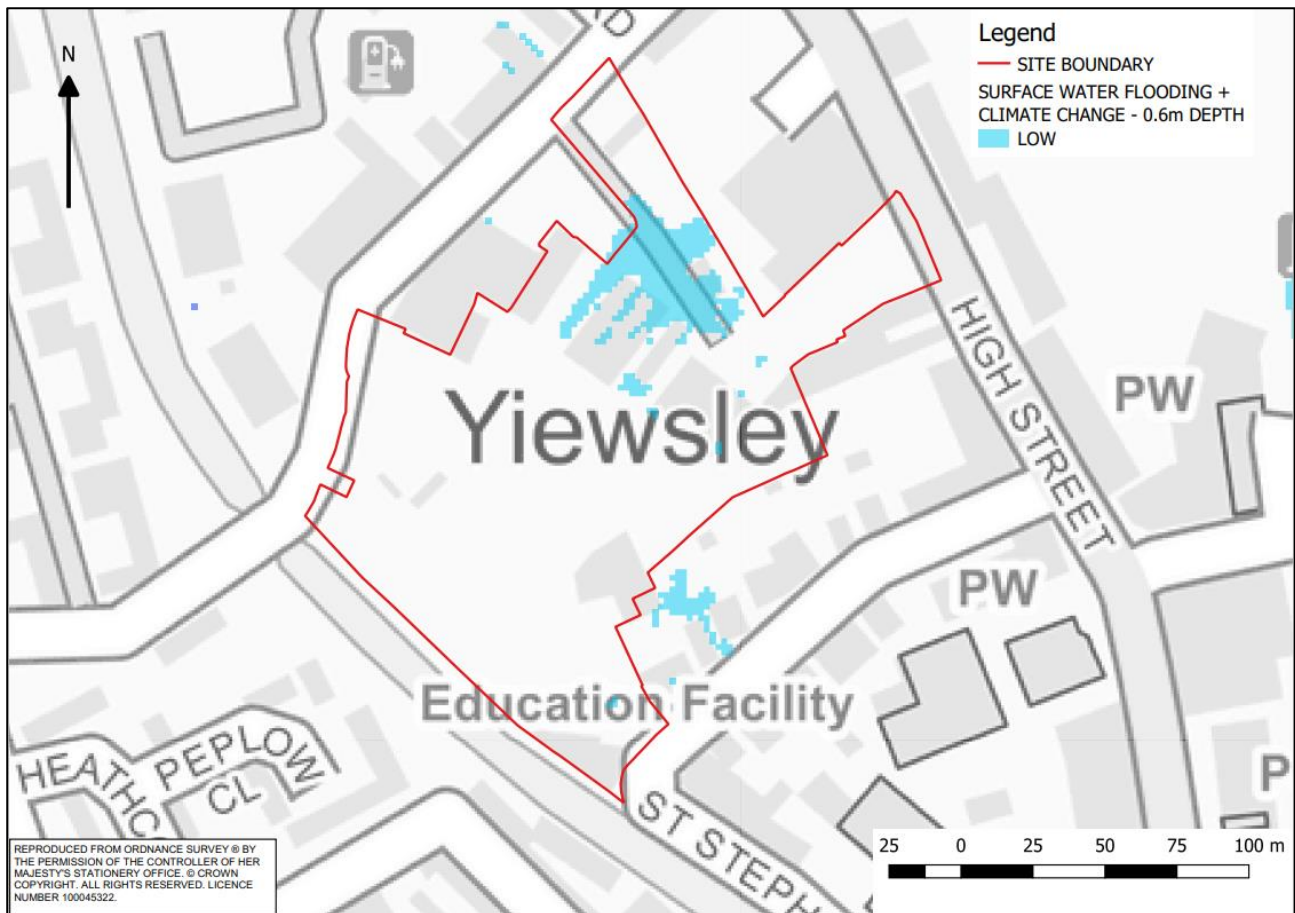 N
AD
Legend
SITE BOUNDARY
SURFACE WATER FLOODING +
CLIMATE CHANGE - 0.6m DEPTH
LOW
HIGH STREET
PW
Yiewsley
PW
Education Facility
HEATHC
PEPLOW
CL
P
ST STEPH
25 0 25 50 75 100 m
REPRODUCED FROM ORDNANCE SURVEY ® BY
THE PERMISSION OF THE CONTROLLER OF HER
MAJESTY'S STATIONERY OFFICE. © CROWN
COPYRIGHT. ALL RIGHTS RESERVED. LICENCE
NUMBER 100045322.